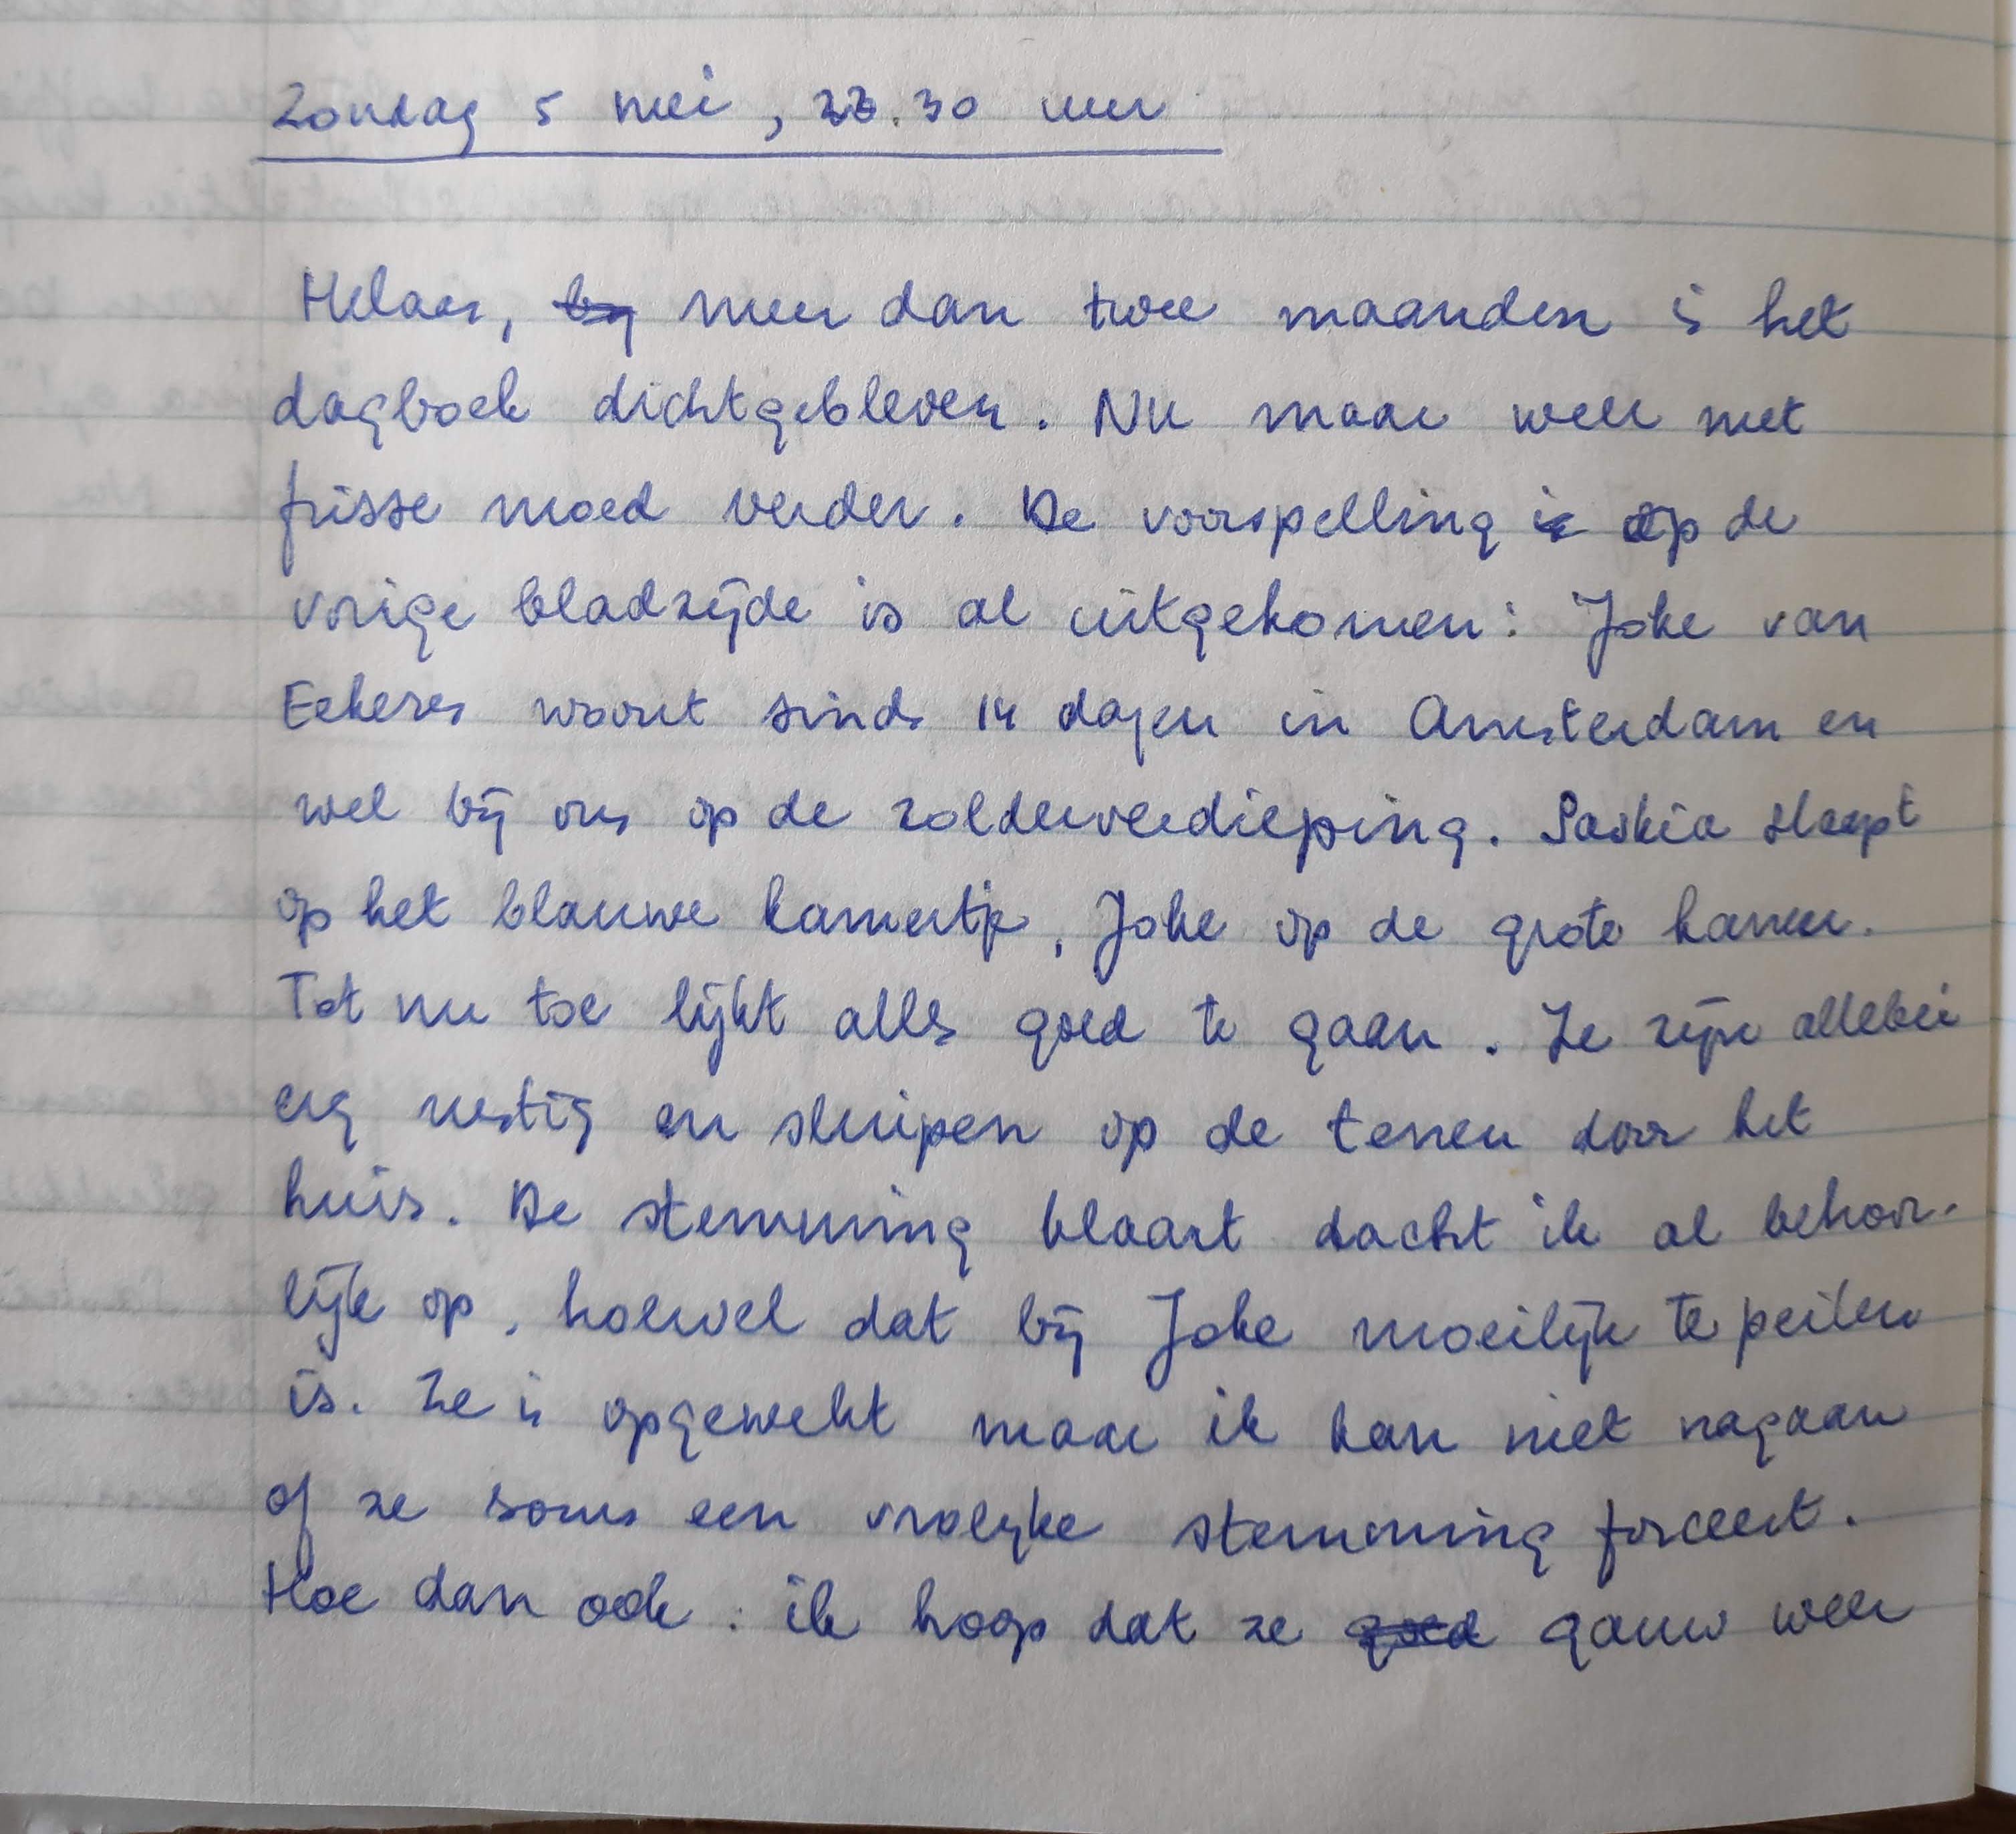 Zondag 5 mei, 23.30 uur
Helaas, meer dan twee maanden is het
dagboek dichtgebleven. Nu maar weer met
frisse moed verder. De voorspelling op de
vorige bladzijde is al uitgekomen: Joke van
woont sinds 14 dagen in Amsterdam en
wel bij ons op de zolderverdieping. Saskia slaapt
op het blauwe kamertje, Joke op de grote kamer.
Tot nu toe lijkt alles goed te gaan. Ze zijn allebei
erg rustig en sluipen op de tenen door het
huis. De stemming klaart dacht ik al behoor-
lijk op, hoewel dat bij Joke moeilijk te peilen
is. Ze is opgewekt maar ik kan niet nagaan
of ze soms een vrolijke stemming forceert.
Hoe dan ook: ik hoop dat ze gauw weer